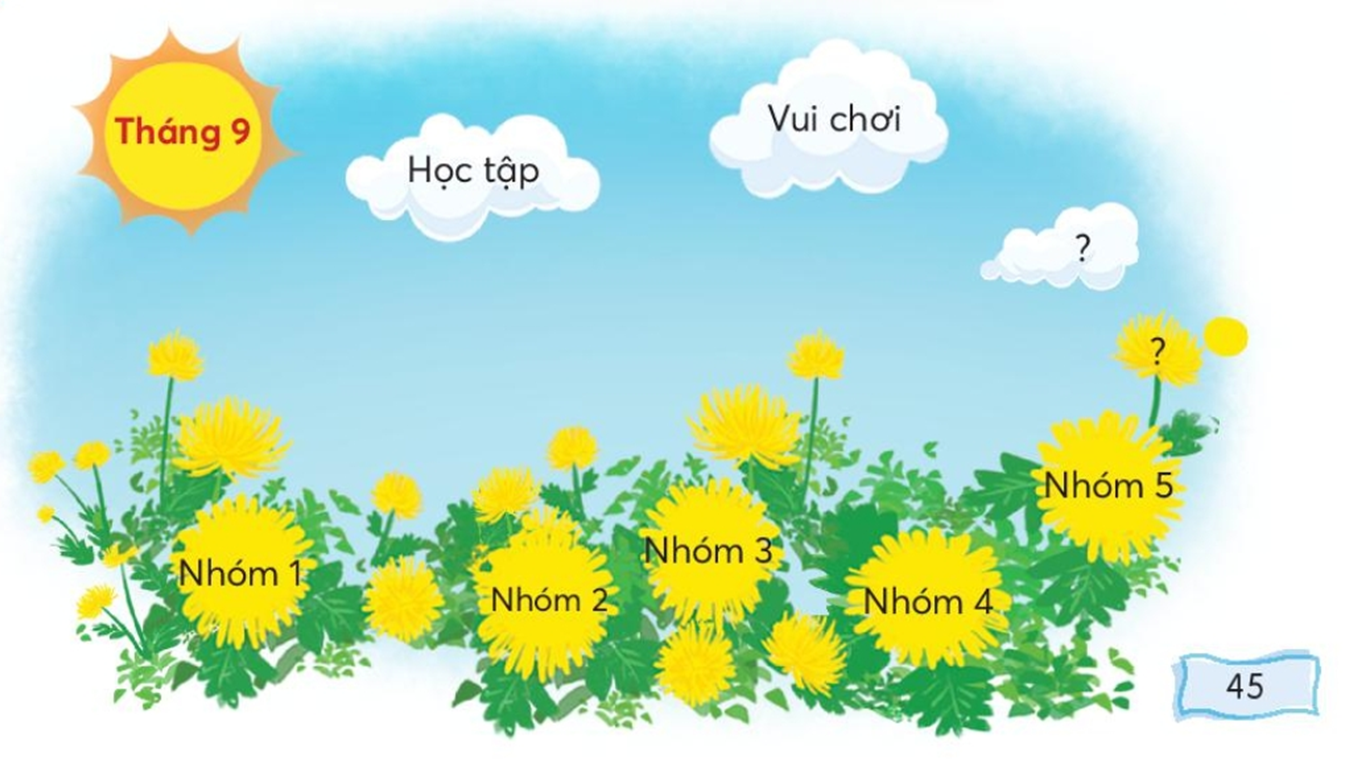 Tháng 9
Học tập
Vui chơi
?
?
Nhóm 1
Nhóm 2
Nhóm 3
Nhóm 4
Nhóm 5
45